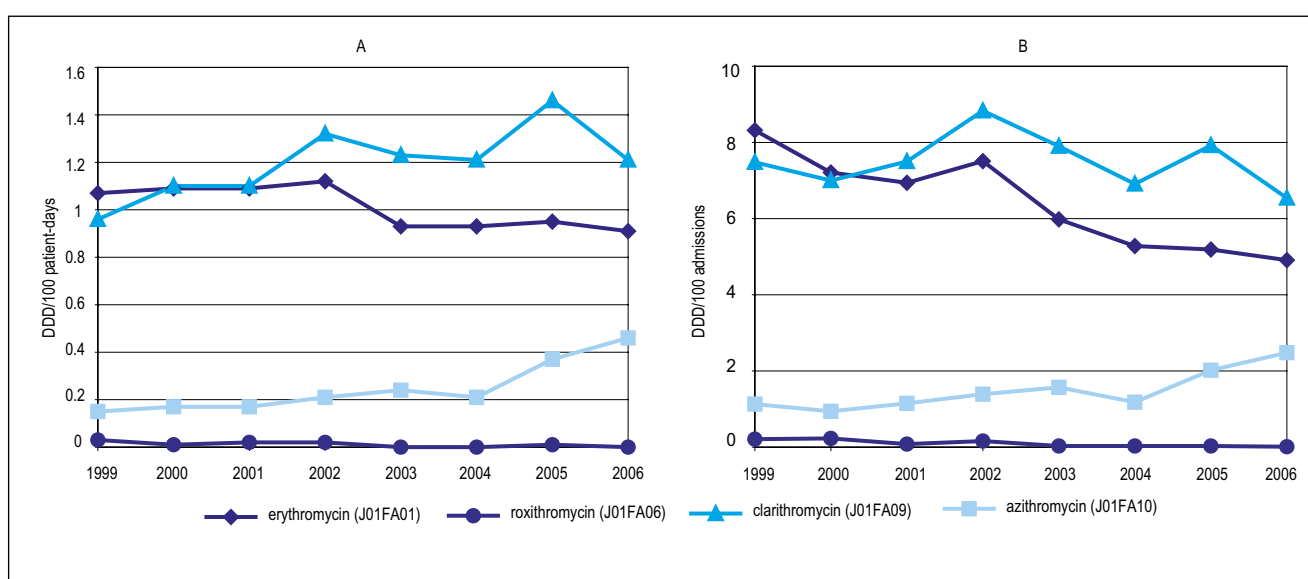 A
DDD/100 patient-days
1.6
1.4
1.2
1
0.8
0.6
0.4
0.2
0
1999 2000 2001 2002 2003 2004 2005 2006
B
DDD/100 admissions
10
8
6
4
2
0
1999 2000 2001 2002 2003 2004 2005 2006
erythromycin (J01FA01) roxithromycin (J01FA06) clarithromycin (J01FA09) azithromycin (J01FA10)